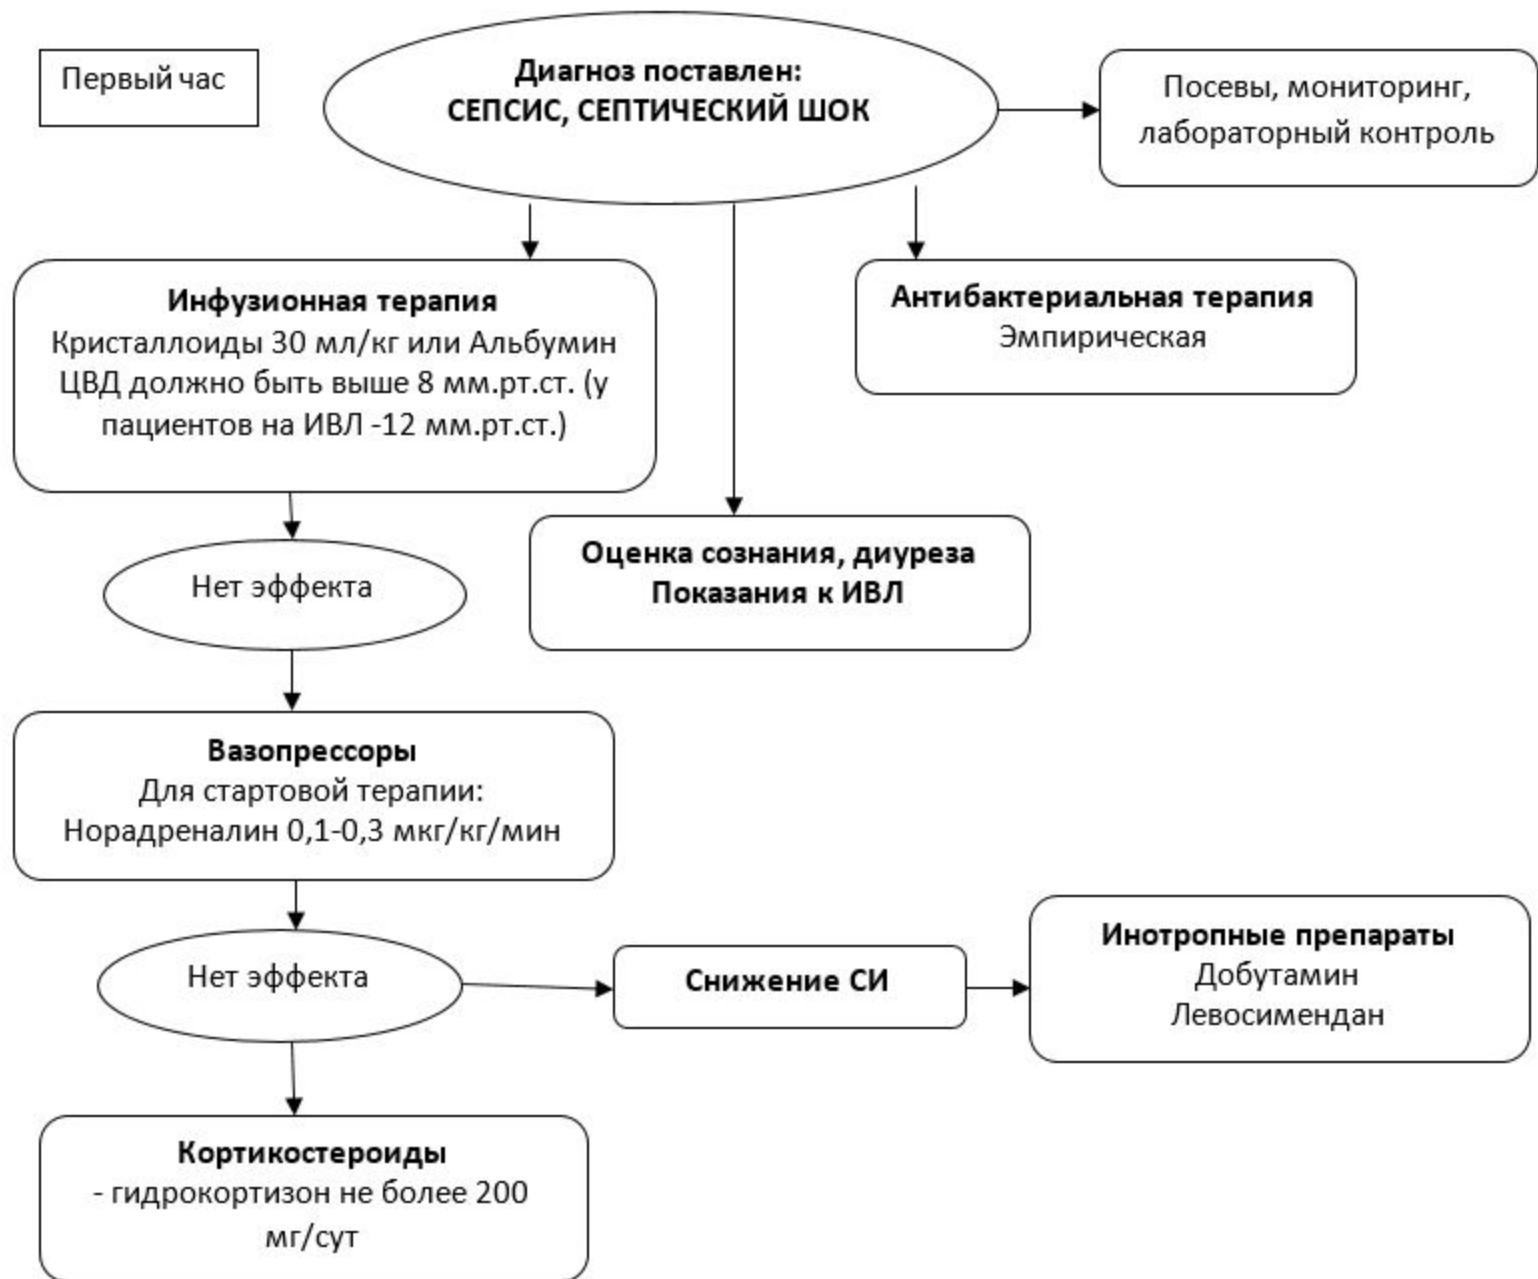 Первый час
Диагноз поставлен:
СЕПСИС, СЕПТИЧЕСКИЙ ШОК
Посевы, мониторинг,
лабораторный контроль
Инфузионная терапия
Кристаллоиды 30 мл/кг или Альбумин
ЦВД должно быть выше 8 мм.рт.ст. (у
пациентов на ИВЛ -12 мм.рт.ст.)
Антибактериальная терапия
Эмпирическая
Нет эффекта
Оценка сознания, диуреза
Показания к ИВЛ
Вазопрессоры
Для стартовой терапии:
Норадреналин 0,1-0,3 мкг/кг/мин
Нет эффекта
Снижение СИ
Инотропные препараты
Добутамин
Левосимендан
Кортикостероиды
- гидрокортизон не более 200
мг/сут